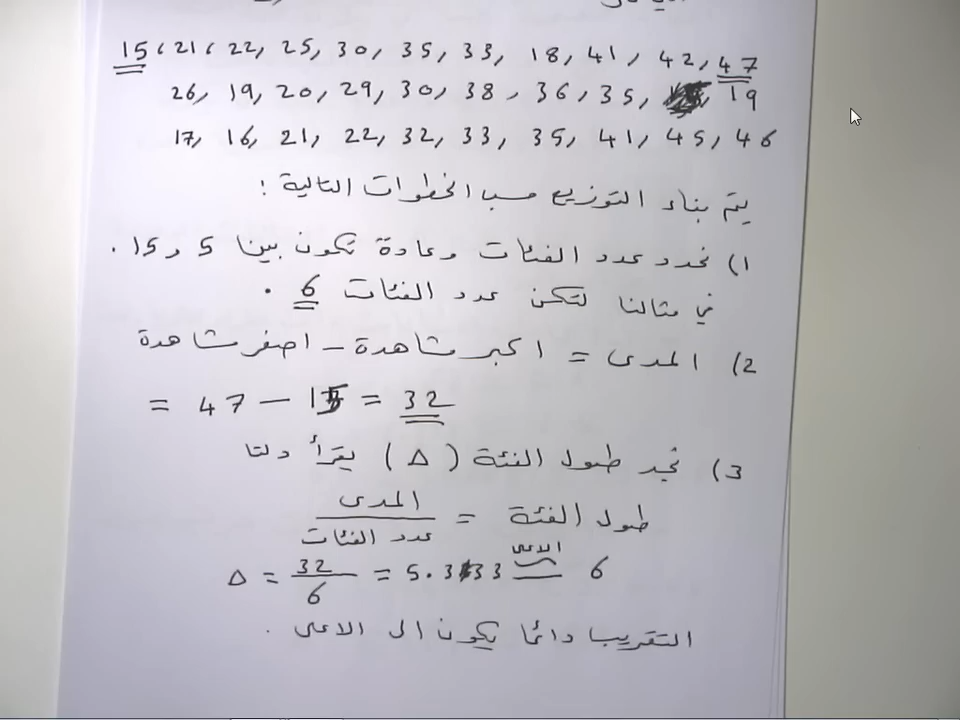 15، 21، 22, 25, 30, 35, 33, 18, 41, 42, 47
26, 19, 20, 29, 30, 38, 36, 35, 19
17, 16, 21, 22, 32, 33, 35, 41, 45, 46
يتم بناء التوزيع حسب الخطوات التالية :
1) نحدد عدد الفئات وعادة تكون بين 5 و 15 .
في مثالنا لتكن عدد الفئات 6 .
2) المدى = اكبر مشاهدة - اصغر مشاهدة
= 47 - 15 = 32
3) نجد طول الفئة (Δ) يقرأ دلتا
طول الفئة = المدى / عدد الفئات
Δ = 32/6 = 5.333 الاعلى 6
التقريب دائما يكون الى الاعلى .